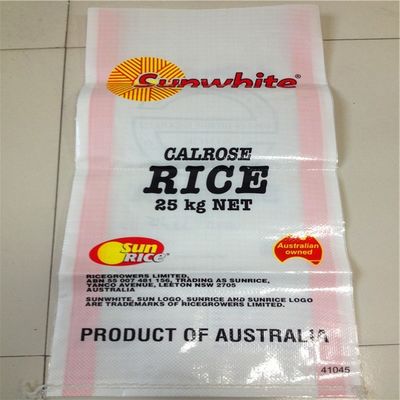 Sunwhite®
CALROSE
RICE
25 kg NET
Sun
RICE
Australian
owned
RICEGROWERS LIMITED,
ABN 55 007 481 156, TRADING AS SUNRICE,
YANCO AVENUE, LEETON NSW 2705
AUSTRALIA
SUNWHITE, SUN LOGO, SUNRICE AND SUNRICE LOGO
ARE TRADEMARKS OF RICEGROWERS LIMITED.
PRODUCT OF AUSTRALIA
41045